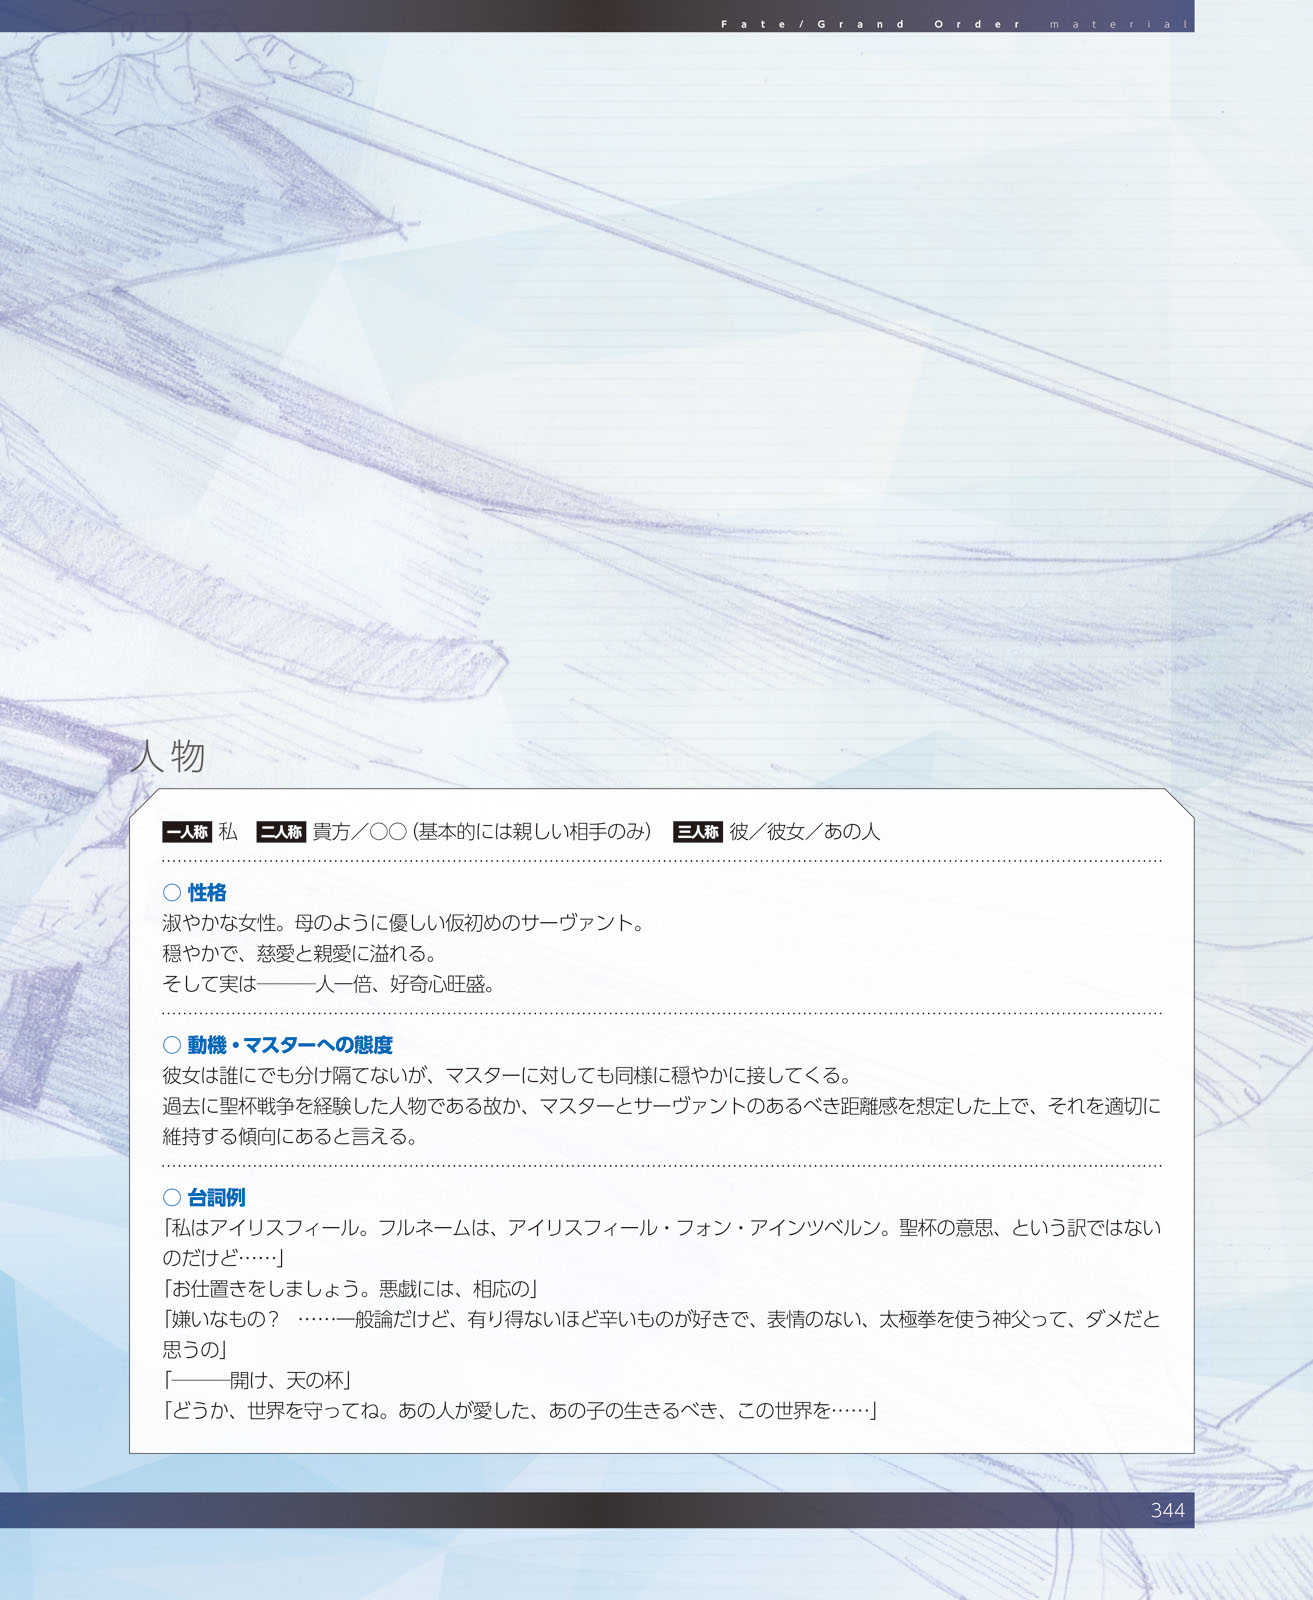 Fate/Grand Order material
人物
一人称 私 二人称 貴方／○○（基本的には親しい相手のみ） 三人称 彼／彼女／あの人
○ 性格
淑やかな女性。母のように優しい仮初めのサーヴァント。
穏やかで、慈愛と親愛に溢れる。
そして実は―――人一倍、好奇心旺盛。
○ 動機・マスターへの態度
彼女は誰にでも分け隔てないが、マスターに対しても同様に穏やかに接してくる。
過去に聖杯戦争を経験した人物である故か、マスターとサーヴァントのあるべき距離感を想定した上で、それを適切に
維持する傾向にあると言える。
○ 台詞例
「私はアイリスフィール。フルネームは、アイリスフィール・フォン・アインツベルン。聖杯の意思、という訳ではない
のだけど……」
「お仕置きをしましょう。悪戯には、相応の」
「嫌いなもの？　……一般論だけど、有り得ないほど辛いものが好きで、表情のない、太極拳を使う神父って、ダメだと
思うの」
「―――開け、天の杯」
「どうか、世界を守ってね。あの人が愛した、あの子の生きるべき、この世界を……」
344